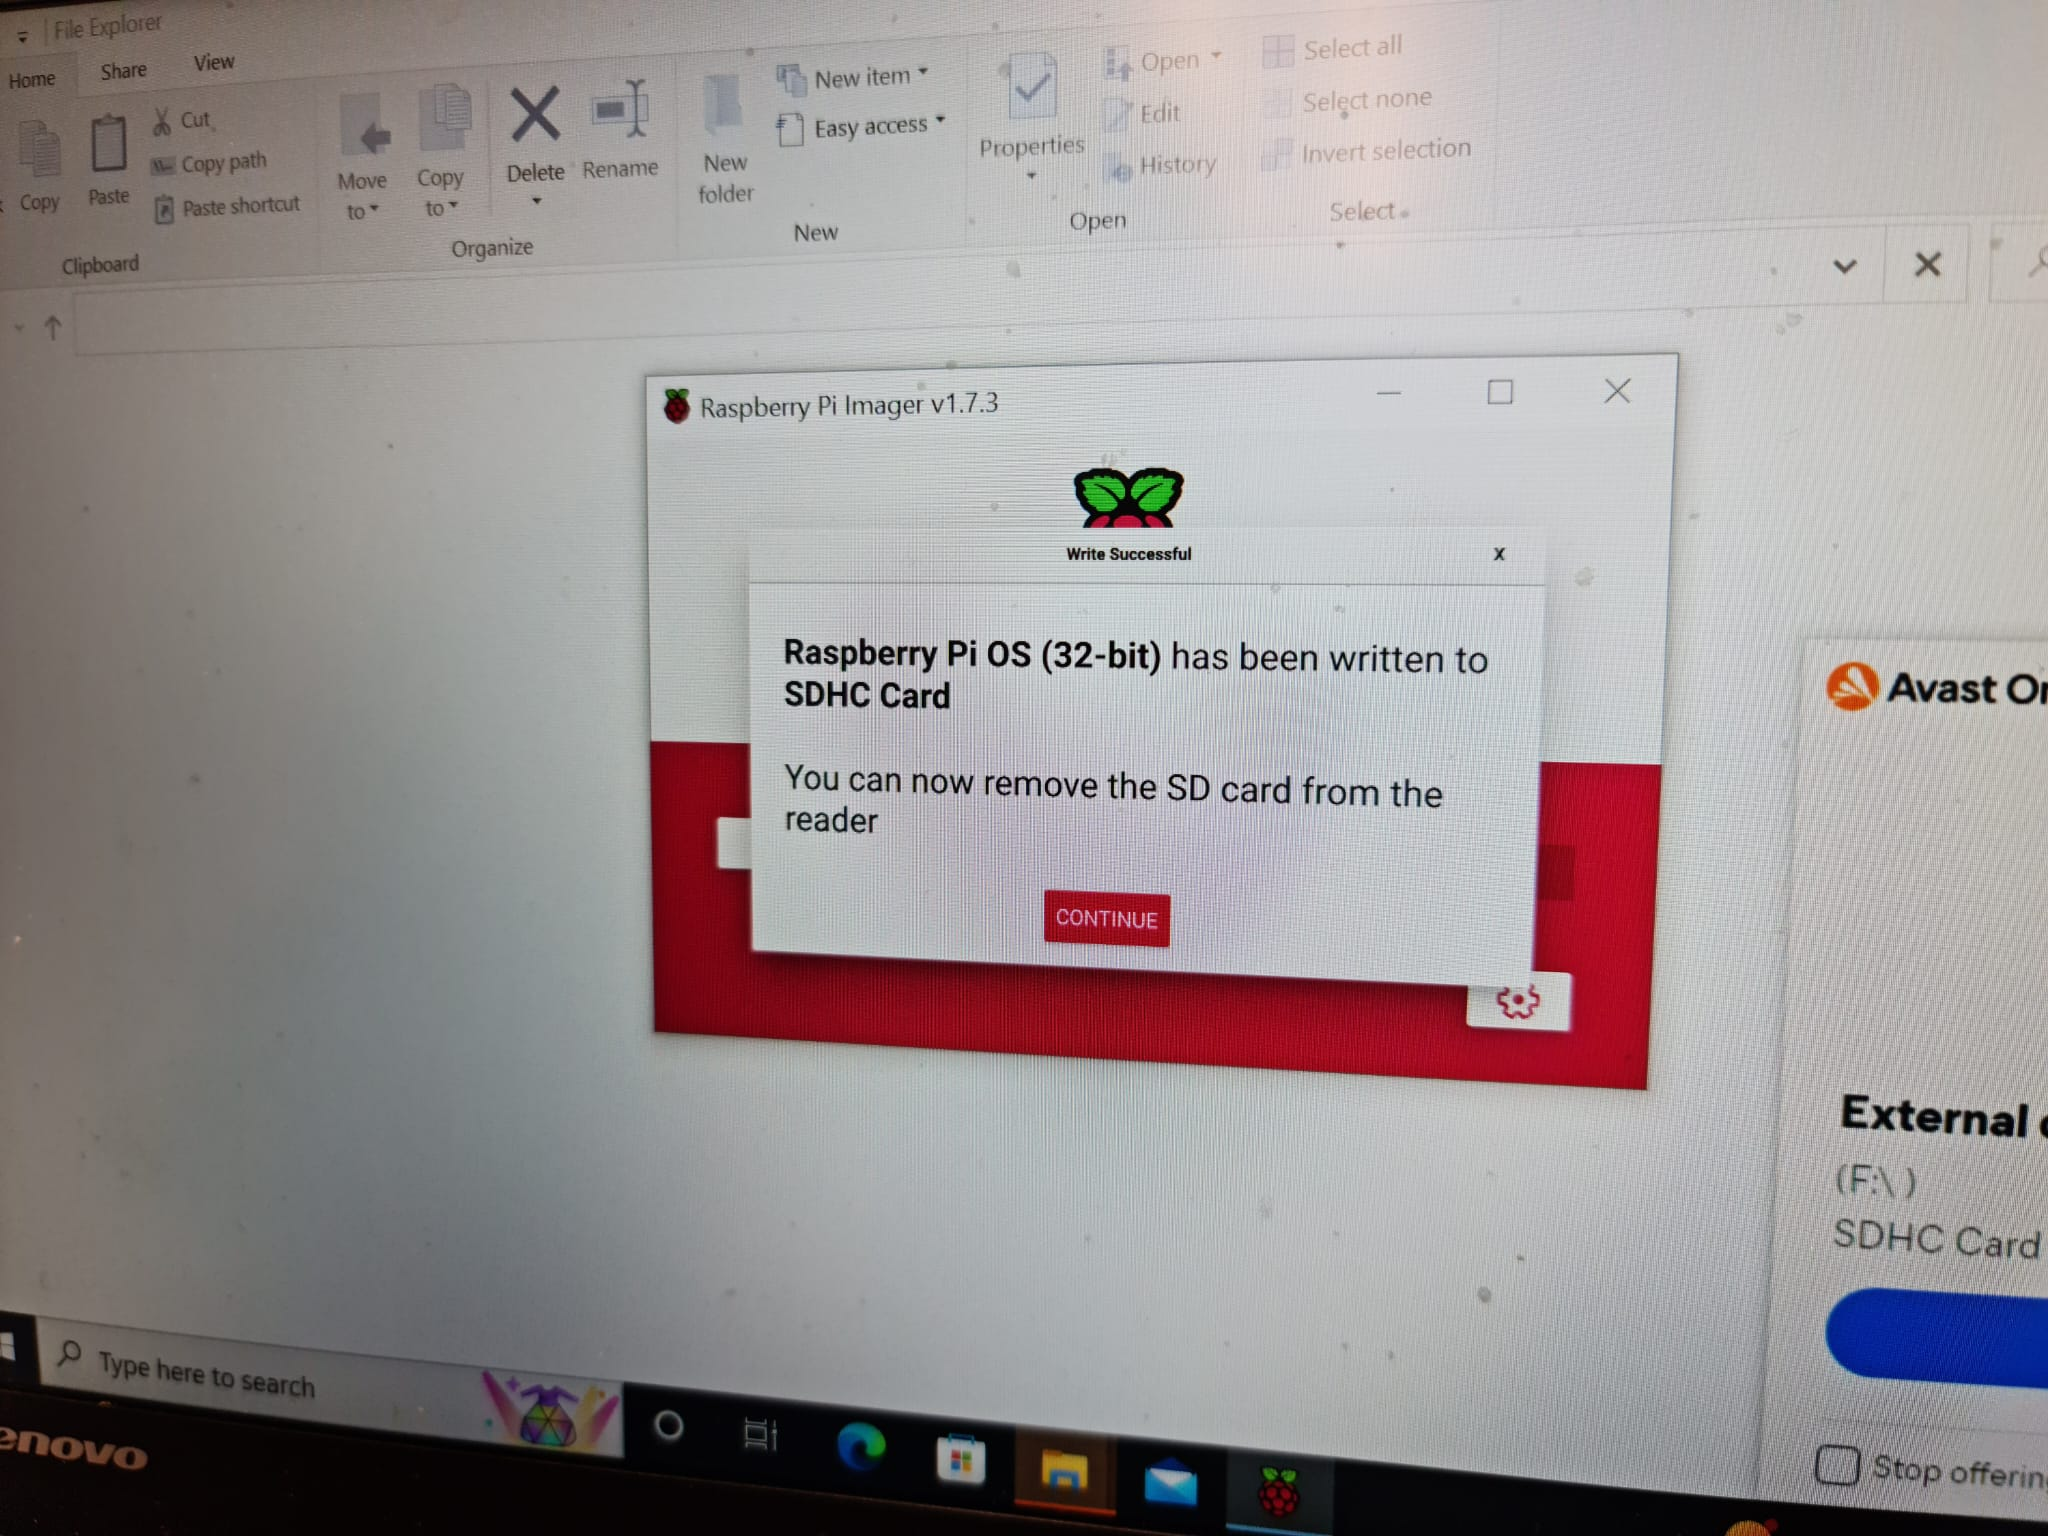 File Explorer
Home
Share
View
Copy
Paste
Cut
Copy path
Paste shortcut
Clipboard
Move
to
Copy
to
Delete
Rename
Organize
New
folder
New item
Easy access
New
Properties
Open
Edit
History
Open
Select all
Select none
Invert selection
Select
Raspberry Pi Imager v1.7.3
Write Successful
x
Raspberry Pi OS (32-bit) has been written to
SDHC Card
You can now remove the SD card from the
reader
CONTINUE
Avast
External
(F:\ )
SDHC Card
Stop offering
Type here to search
enovo